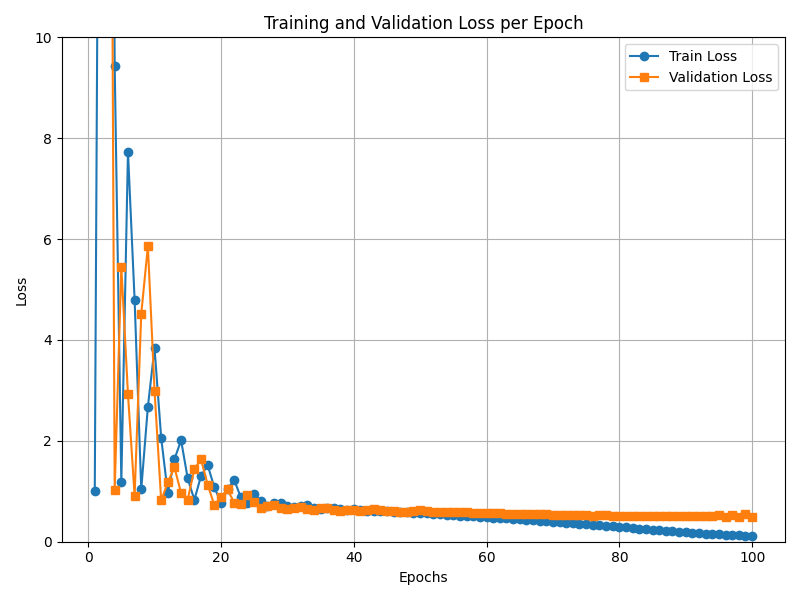 Training and Validation Loss per Epoch
Train Loss
Validation Loss
10
8
6
4
2
0
Loss
0 20 40 60 80 100
Epochs